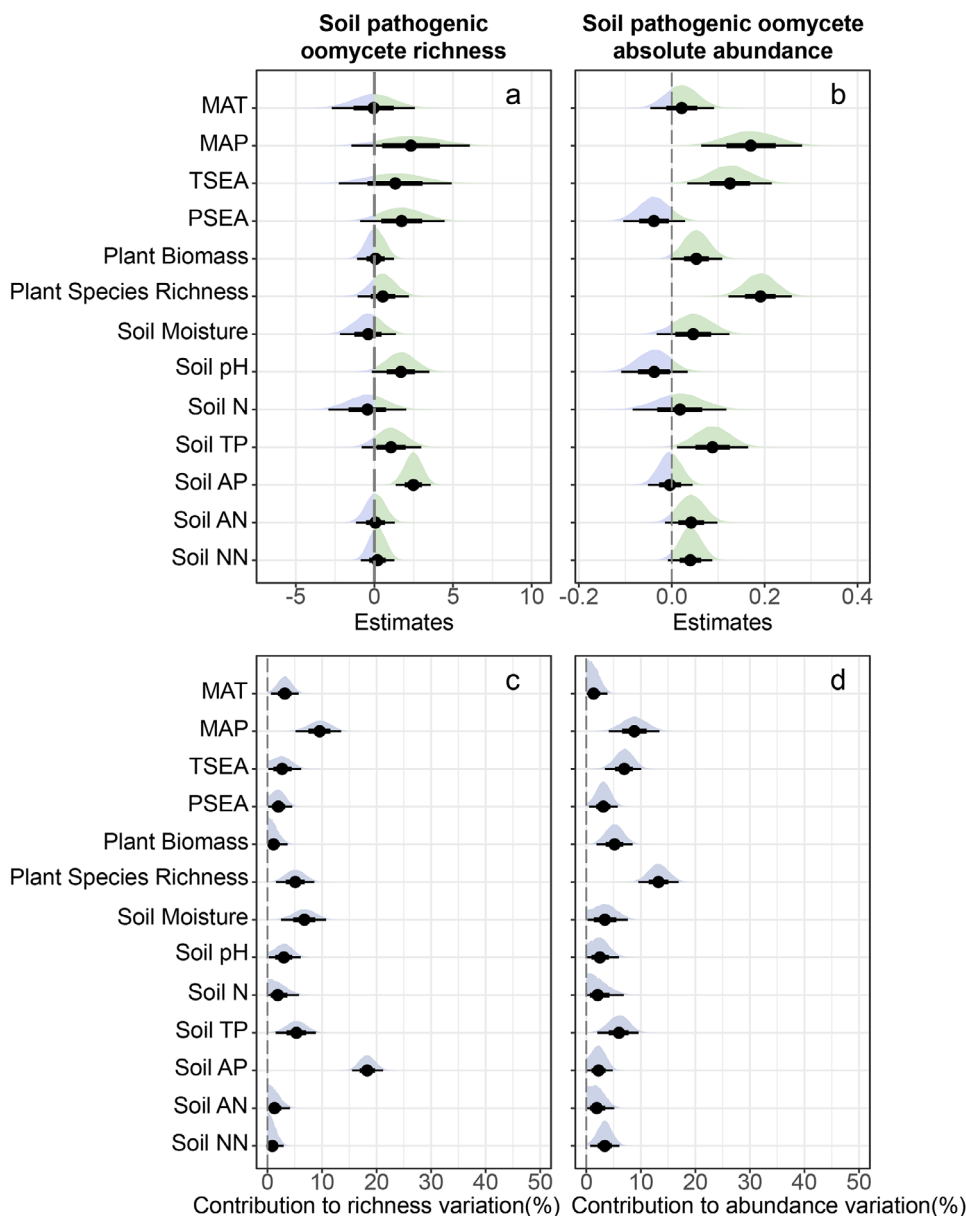 Soil pathogenic
oomycete richness
Soil pathogenic oomycete
absolute abundance
a
b
MAT
MAP
TSEA
PSEA
Plant Biomass
Plant Species Richness
Soil Moisture
Soil pH
Soil N
Soil TP
Soil AP
Soil AN
Soil NN
-5 0 5 10
-0.2 0.0 0.2 0.4
Estimates
Estimates
c
d
MAT
MAP
TSEA
PSEA
Plant Biomass
Plant Species Richness
Soil Moisture
Soil pH
Soil N
Soil TP
Soil AP
Soil AN
Soil NN
0 10 20 30 40 50
0 10 20 30 40 50
Contribution to richness variation(%)
Contribution to abundance variation(%)